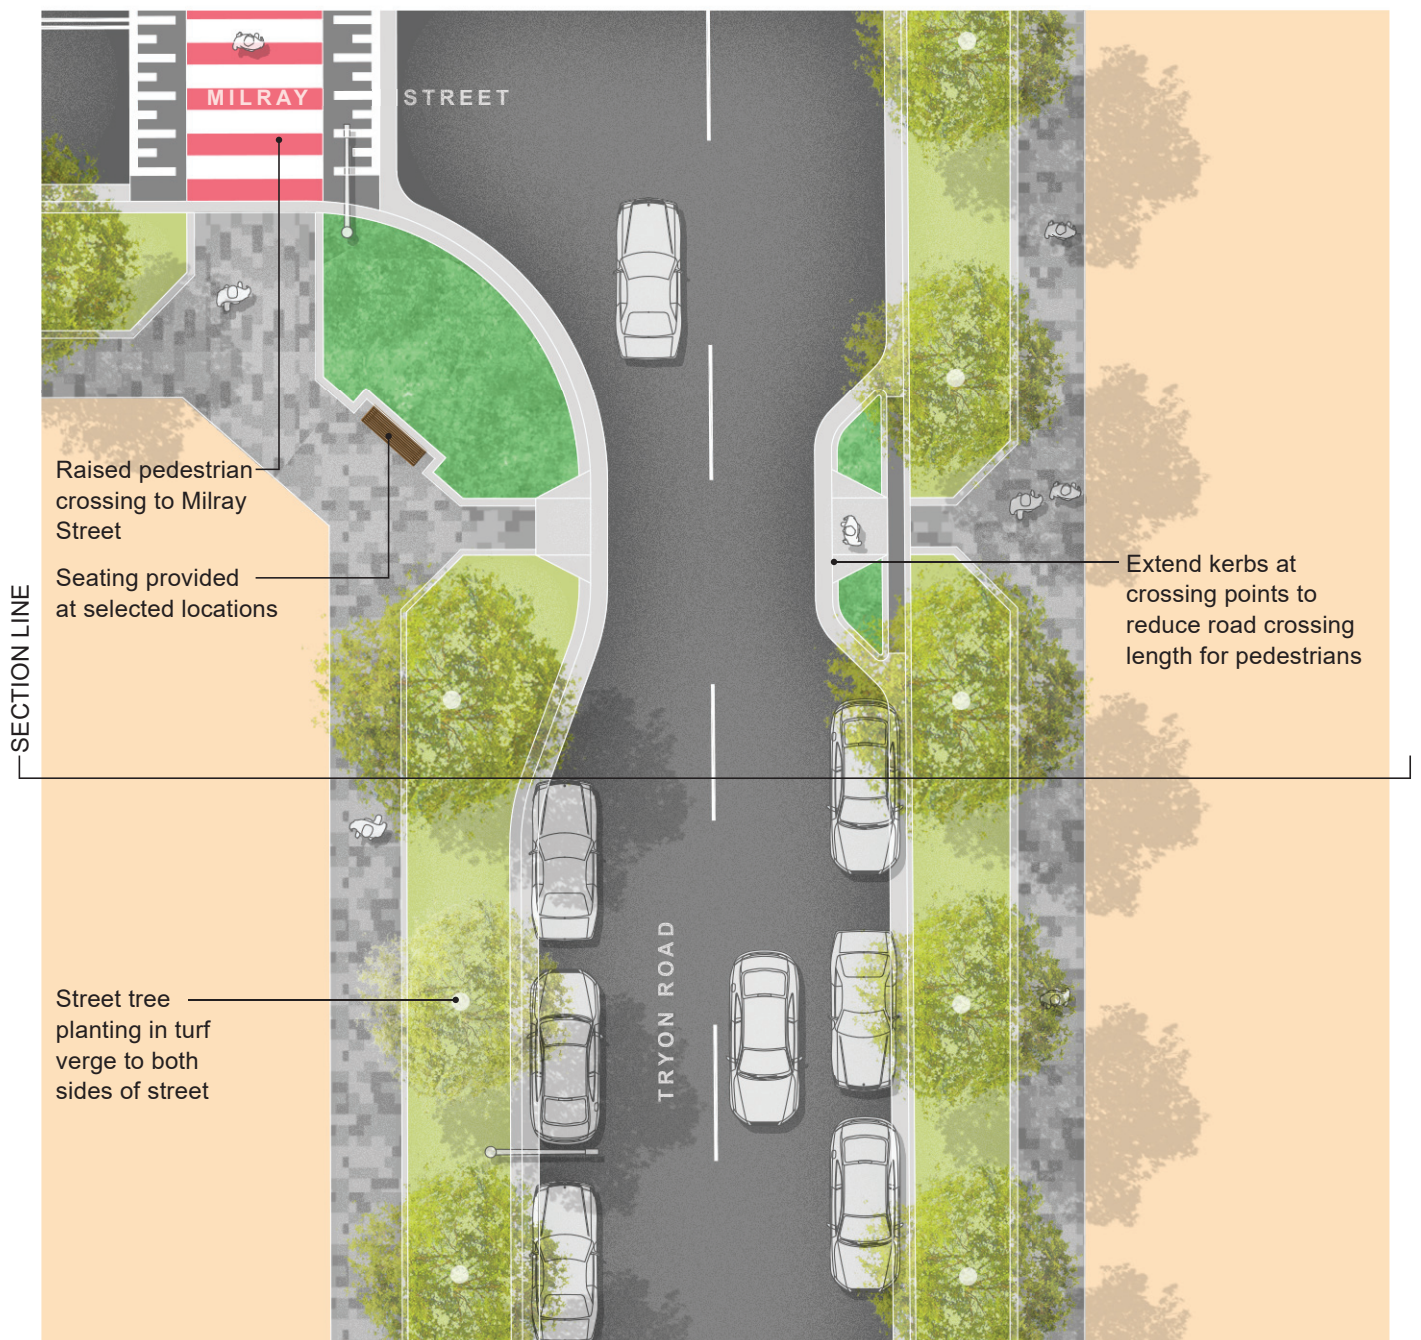 MILRAY STREET
Raised pedestrian
crossing to Milray
Street
Seating provided
at selected locations
Extend kerbs at
crossing points to
reduce road crossing
length for pedestrians
SECTION LINE
TRYON ROAD
Street tree
planting in turf
verge to both
sides of street